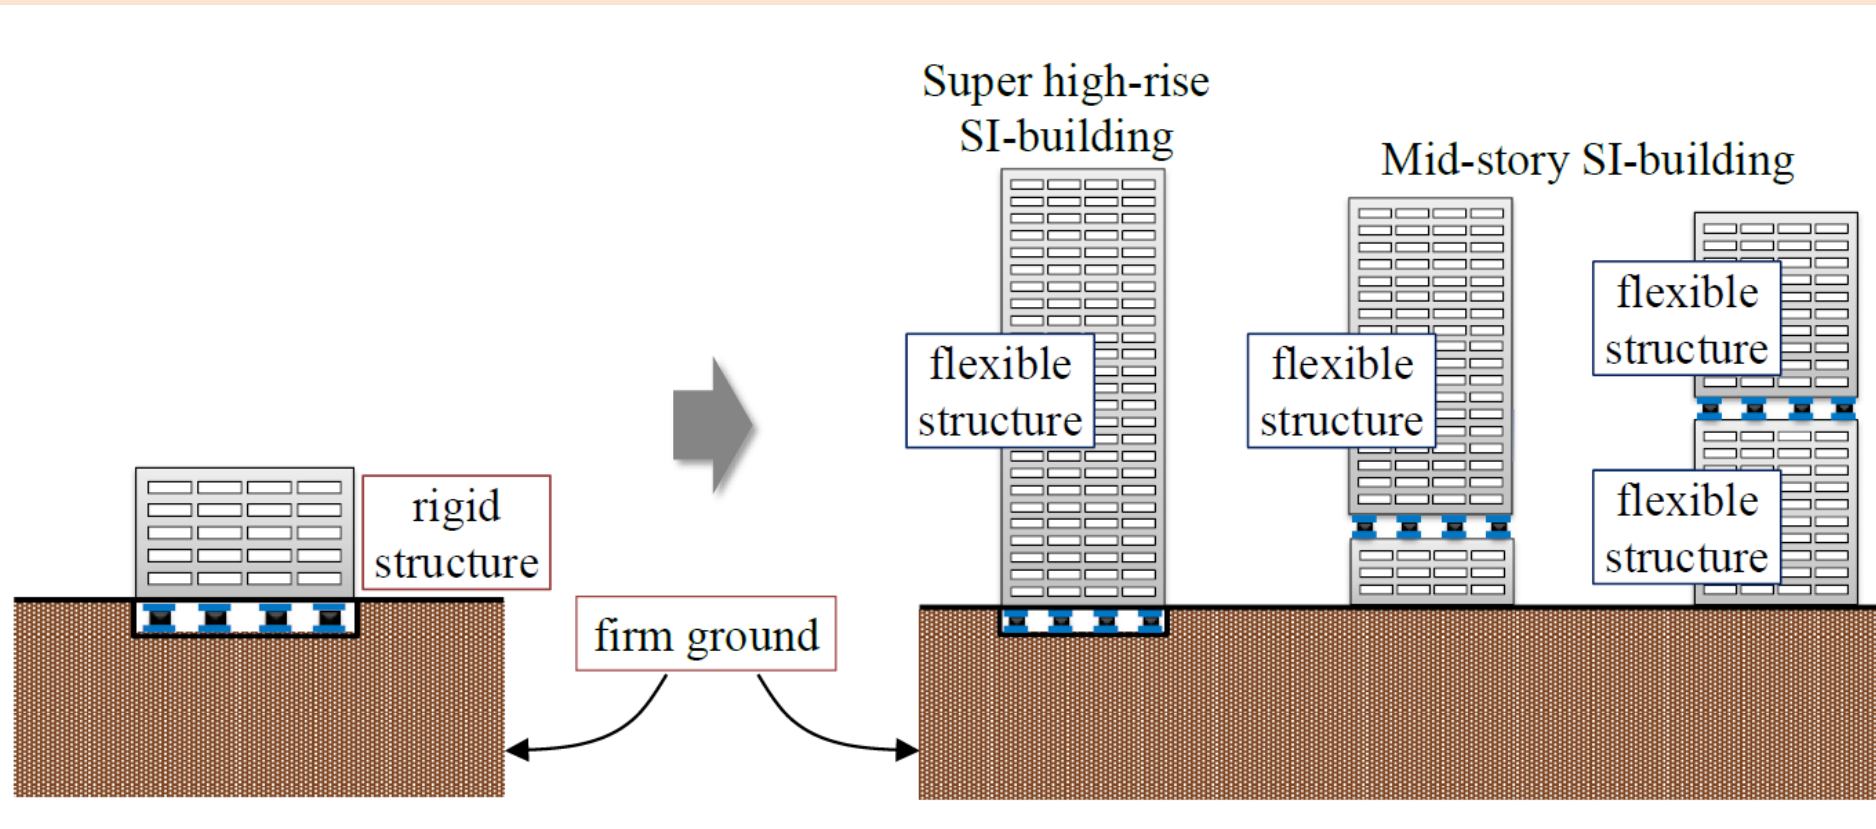 Super high-rise
SI-building
Mid-story SI-building
flexible
structure
flexible
structure
flexible
structure
flexible
structure
rigid
structure
firm ground